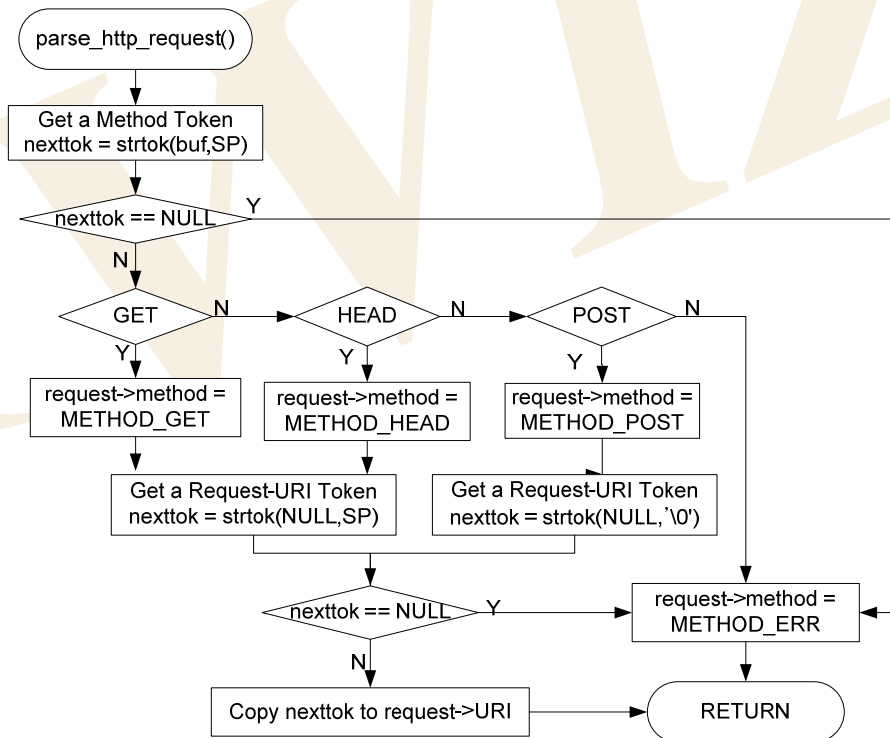 parse_http_request()
Get a Method Token
nexttok = strtok(buf,SP)
nexttok == NULL
Y
N
GET
N
HEAD
N
POST
N
Y
Y
Y
request->method =
METHOD_GET
request->method =
METHOD_HEAD
request->method =
METHOD_POST
Get a Request-URI Token
nexttok = strtok(NULL,SP)
Get a Request-URI Token
nexttok = strtok(NULL,’\0')
nexttok == NULL
Y
request->method =
METHOD_ERR
N
Copy nexttok to request->URI
RETURN